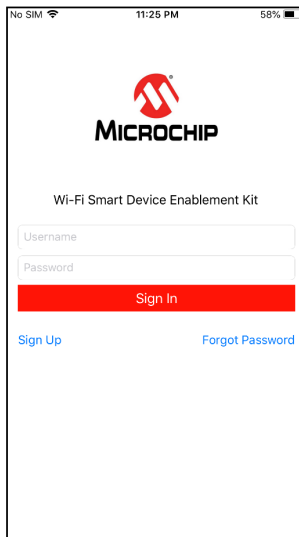 No SIM 11:25 PM 58%
MICROCHIP
Wi-Fi Smart Device Enablement Kit
Username
Password
Sign In
Sign Up Forgot Password